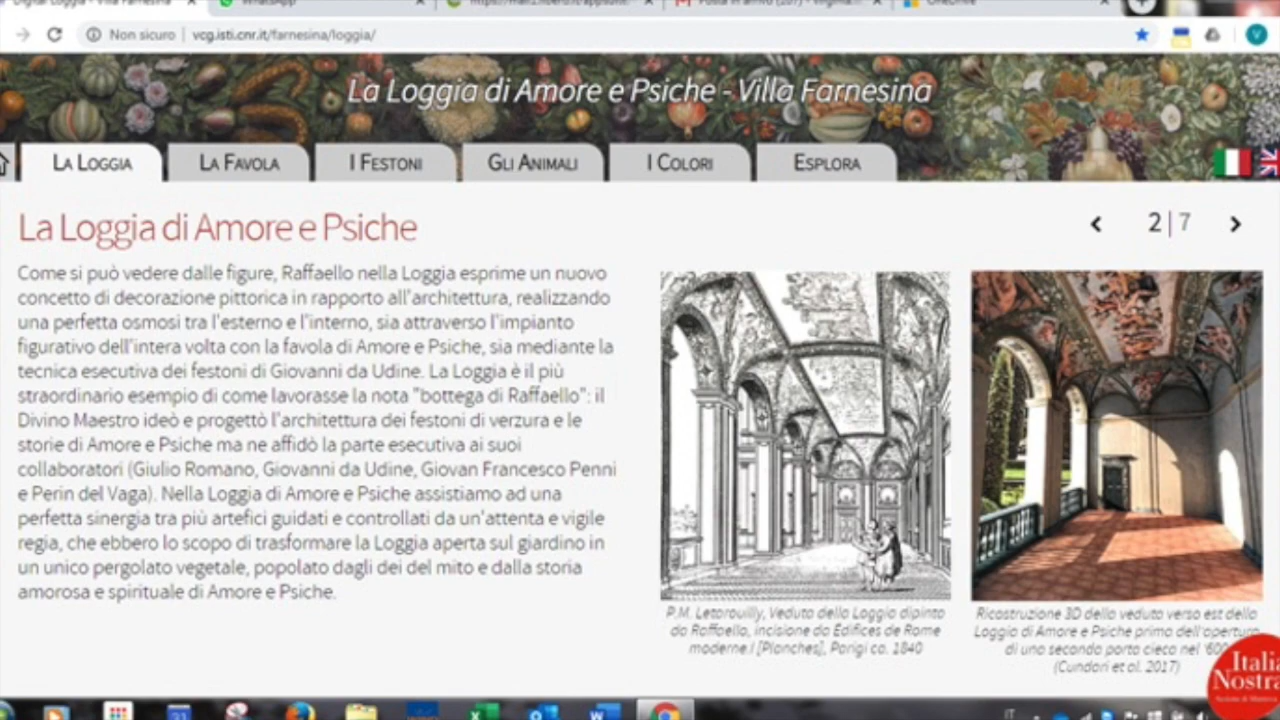 Digital Loggia - Villa Farnesina
WhatsApp
OneDrive
Non sicuro | vcg.isti.cnr.it/farnesina/loggia/
V
La Loggia di Amore e Psiche - Villa Farnesina
LA LOGGIA
LA FAVOLA
I FESTONI
GLI ANIMALI
I COLORI
ESPLORA
La Loggia di Amore e Psiche
2 | 7
Come si può vedere dalle figure, Raffaello nella Loggia esprime un nuovo
concetto di decorazione pittorica in rapporto all'architettura, realizzando
una perfetta osmosi tra l'esterno e l'interno, sia attraverso l'impianto
figurativo dell'intera volta con la favola di Amore e Psiche, sia mediante la
tecnica esecutiva dei festoni di Giovanni da Udine. La Loggia è il più
straordinario esempio di come lavorasse la nota "bottega di Raffaello": il
Divino Maestro ideò e progettò l'architettura dei festoni di verzura e le
storie di Amore e Psiche ma ne affidò la parte esecutiva ai suoi
collaboratori (Giulio Romano, Giovanni da Udine, Giovan Francesco Penni
e Perin del Vaga). Nella Loggia di Amore e Psiche assistiamo ad una
perfetta sinergia tra più artefici guidati e controllati da un'attenta e vigile
regia, che ebbero lo scopo di trasformare la Loggia aperta sul giardino in
un unico pergolato vegetale, popolato dagli dei del mito e dalla storia
amorosa e spirituale di Amore e Psiche.
P.M. Letarouilly, Veduta della Loggia dipinta
da Raffaello, incisione da Édifices de Rome
moderne.I [Planches], Parigi ca. 1840
Ricostruzione 3D della veduta verso est della
Loggia di Amore e Psiche prima dell'apertura
di una seconda porta cieca nel '600
(Cundari et al. 2017)
Italia
Nostra
IT